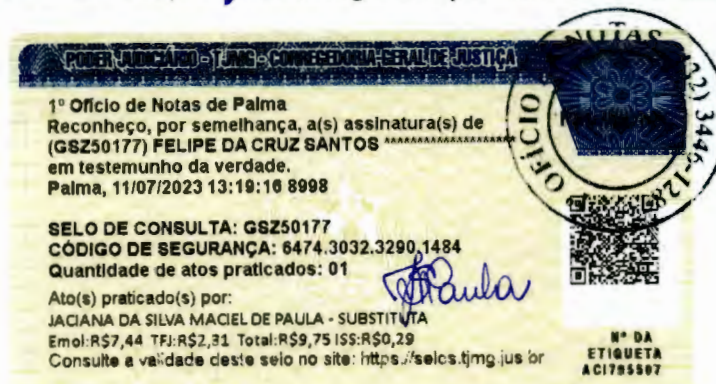 PODER JUDICIÁRIO - TJMG - CORREGEDORIA-GERAL DE JUSTIÇA
1º Ofício de Notas de Palma
Reconheço, por semelhança, a(s) assinatura(s) de
(GSZ50177) FELIPE DA CRUZ SANTOS ^^^^^^^^^^^^^^^^^^
em testemunho da verdade.
Palma, 11/07/2023 13:19:16 8998
SELO DE CONSULTA: GSZ50177
CÓDIGO DE SEGURANÇA: 6474.3032.3290.1484
Quantidade de atos praticados: 01
Ato(s) praticado(s) por:
JACIANA DA SILVA MACIEL DE PAULA - SUBSTITUTA
Emol:R$7,44 TFJ:R$2,31 Total:R$9,75 ISS:R$0,29
Consulte a validade deste selo no site: https://selos.tjmg.jus.br
Paula
OFÍCIO NOTAS
Nº DA
ETIQUETA
ACI795507